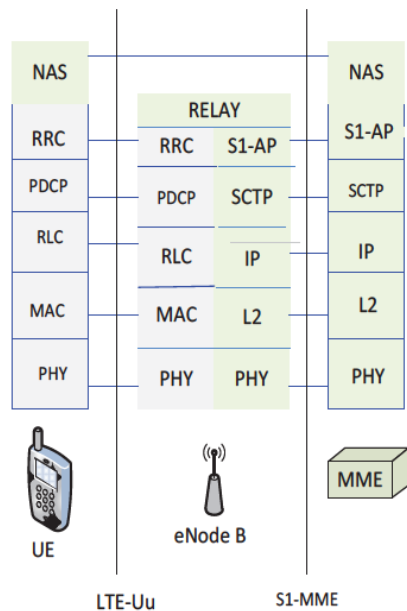 NAS
NAS
RELAY
RRC
RRC
S1-AP
S1-AP
PDCP
PDCP
SCTP
SCTP
RLC
RLC
IP
IP
MAC
MAC
L2
L2
PHY
PHY
PHY
PHY
UE
eNode B
MME
LTE-Uu
S1-MME